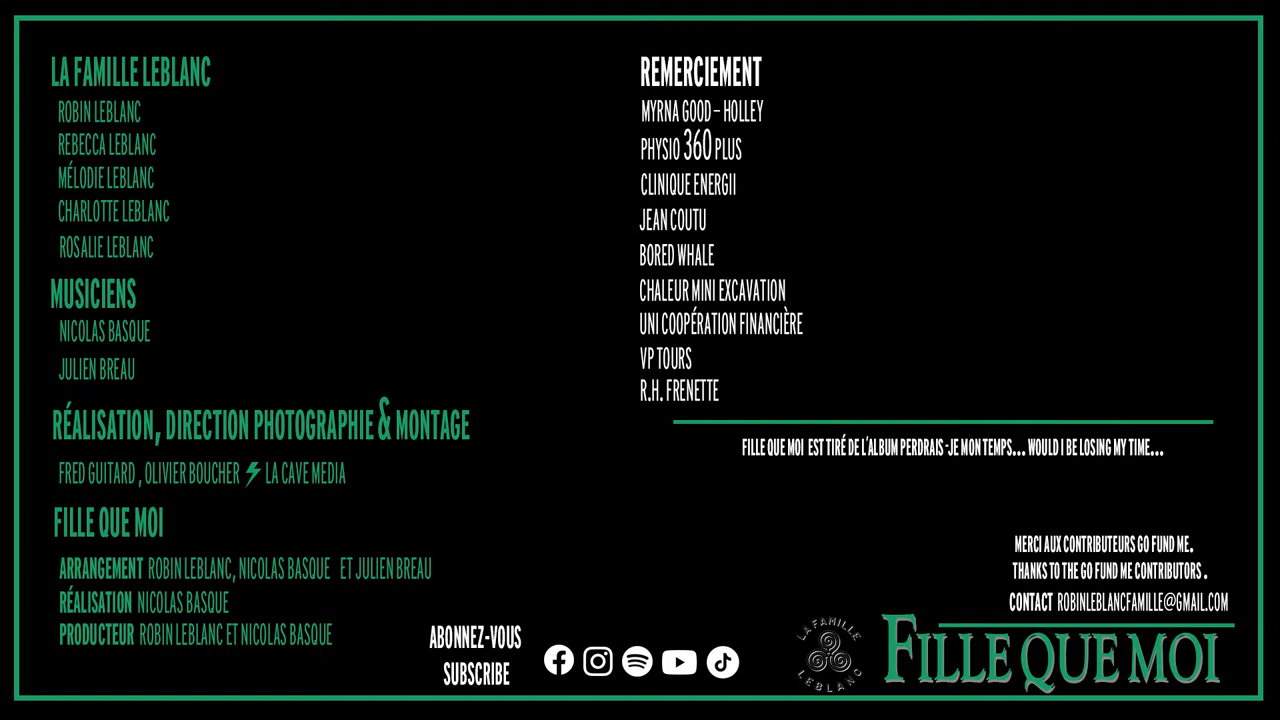 LA FAMILLE LEBLANC
ROBIN LEBLANC
REBECCA LEBLANC
MÉLODIE LEBLANC
CHARLOTTE LEBLANC
ROSALIE LEBLANC
MUSICIENS
NICOLAS BASQUE
JULIEN BREAU
RÉALISATION, DIRECTION PHOTOGRAPHIE & MONTAGE
FRED GUITARD , OLIVIER BOUCHER LA CAVE MEDIA
FILLE QUE MOI
ARRANGEMENT ROBIN LEBLANC, NICOLAS BASQUE ET JULIEN BREAU
RÉALISATION NICOLAS BASQUE
PRODUCTEUR ROBIN LEBLANC ET NICOLAS BASQUE
ABONNEZ-VOUS
SUBSCRIBE
REMERCIEMENT
MYRNA GOOD – HOLLEY
PHYSIO 360 PLUS
CLINIQUE ENERGII
JEAN COUTU
BORED WHALE
CHALEUR MINI EXCAVATION
UNI COOPÉRATION FINANCIÈRE
VP TOURS
R.H. FRENETTE
FILLE QUE MOI EST TIRÉ DE L'ALBUM PERDRAIS -JE MON TEMPS... WOULD I BE LOSING MY TIME...
MERCI AUX CONTRIBUTEURS GO FUND ME.
THANKS TO THE GO FUND ME CONTRIBUTORS .
CONTACT ROBINLEBLANCFAMILLE@GMAIL.COM
LA FAMILLE
LEBLANC
FILLE QUE MOI